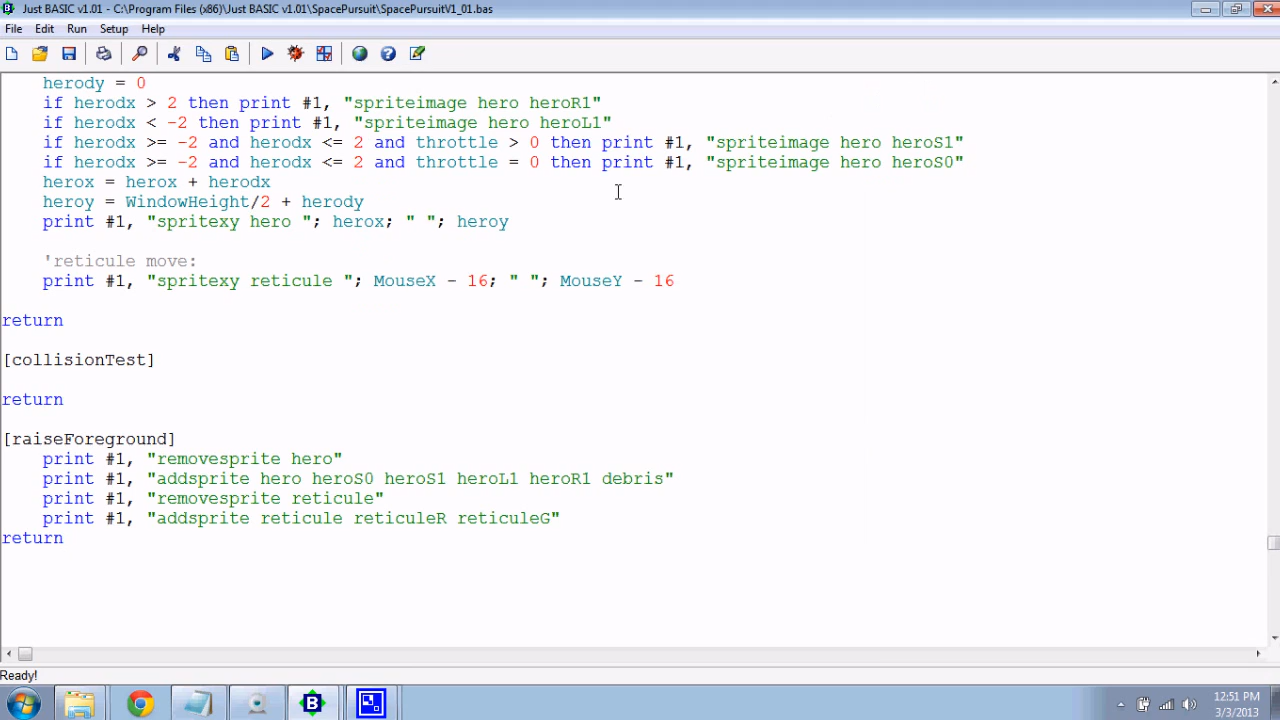 Just BASIC v1.01 - C:\Program Files (x86)\Just BASIC v1.01\SpacePursuit\SpacePursuitV1_01.bas
File Edit Run Setup Help
herody = 0
if herodx > 2 then print #1, "spriteimage hero heroR1"
if herodx < -2 then print #1, "spriteimage hero heroL1"
if herodx >= -2 and herodx <= 2 and throttle > 0 then print #1, "spriteimage hero heroS1"
if herodx >= -2 and herodx <= 2 and throttle = 0 then print #1, "spriteimage hero heroS0"
herox = herox + herodx
heroy = WindowHeight/2 + herody
print #1, "spritexy hero "; herox; " "; heroy
'reticule move:
print #1, "spritexy reticule "; MouseX - 16; " "; MouseY - 16
return
[collisionTest]
return
[raiseForeground]
print #1, "removesprite hero"
print #1, "addsprite hero heroS0 heroS1 heroL1 heroR1 debris"
print #1, "removesprite reticule"
print #1, "addsprite reticule reticuleR reticuleG"
return
Ready!
12:51 PM
3/3/2013